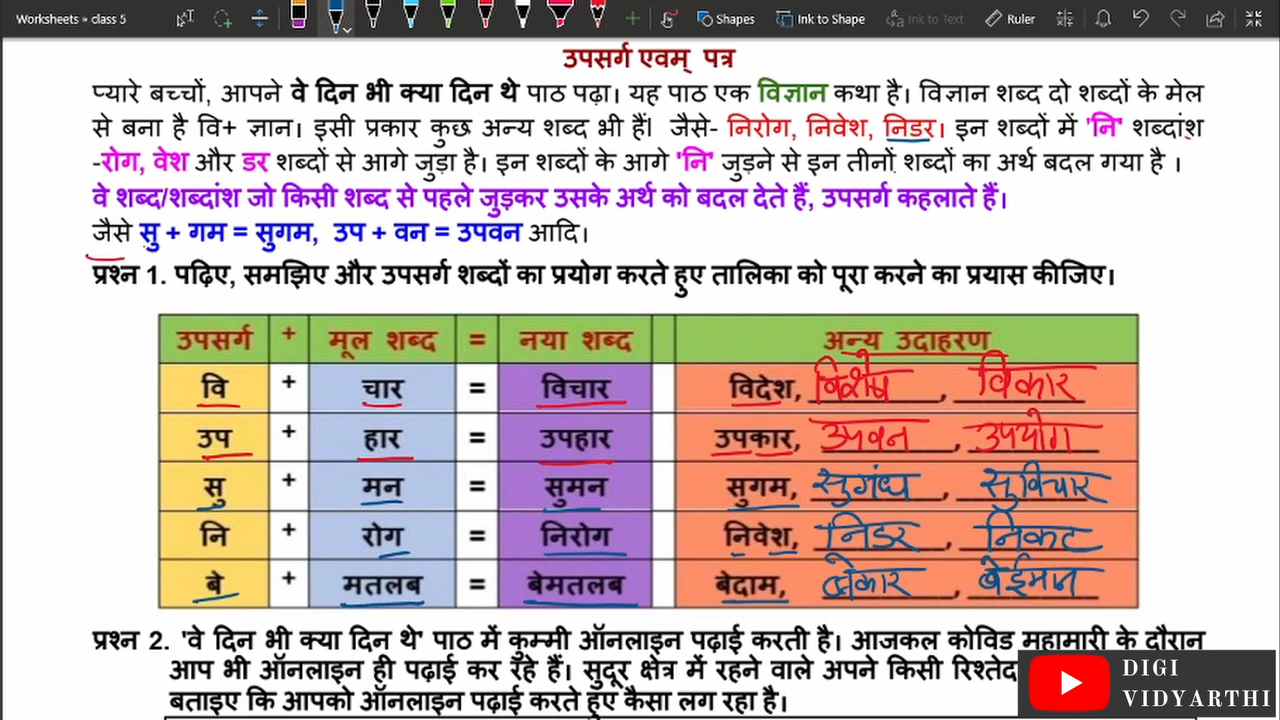 Worksheets - class 5
Shapes Ink to Shape Ink to Text Ruler
उपसर्ग एवम् पत्र
प्यारे बच्चों, आपने वे दिन भी क्या दिन थे पाठ पढ़ा। यह पाठ एक विज्ञान कथा है। विज्ञान शब्द दो शब्दों के मेल
से बना है वि+ ज्ञान। इसी प्रकार कुछ अन्य शब्द भी हैं। जैसे- निरोग, निवेश, निडर। इन शब्दों में 'नि' शब्दांश
-रोग, वेश और डर शब्दों से आगे जुड़ा है। इन शब्दों के आगे 'नि' जुड़ने से इन तीनों शब्दों का अर्थ बदल गया है ।
वे शब्द/शब्दांश जो किसी शब्द से पहले जुड़कर उसके अर्थ को बदल देते हैं, उपसर्ग कहलाते हैं।
जैसे सु + गम = सुगम, उप + वन = उपवन आदि।
प्रश्न 1. पढ़िए, समझिए और उपसर्ग शब्दों का प्रयोग करते हुए तालिका को पूरा करने का प्रयास कीजिए।
उपसर्ग + मूल शब्द = नया शब्द अन्य उदाहरण
वि + चार = विचार विदेश, विशेष, विकार
उप + हार = उपहार उपकार, उपवन, उपयोग
सु + मन = सुमन सुगम, सुगंध, सुविचार
नि + रोग = निरोग निवेश, निडर, निकट
बे + मतलब = बेमतलब बेदाम, बेकार, बेईमान
प्रश्न 2. 'वे दिन भी क्या दिन थे' पाठ में कुम्मी ऑनलाइन पढ़ाई करती है। आजकल कोविड महामारी के दौरान
आप भी ऑनलाइन ही पढ़ाई कर रहे हैं। सुदूर क्षेत्र में रहने वाले अपने किसी
बताइए कि आपको ऑनलाइन पढ़ाई करते हुए कैसा लग रहा है।
DIGI
VIDYARTHI